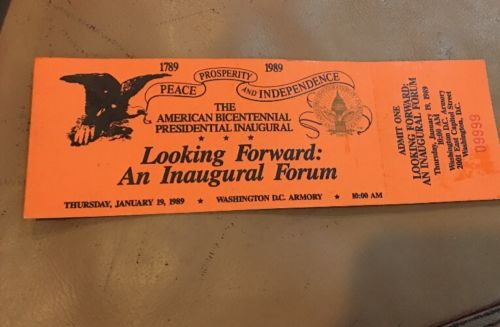 1789 1989
PEACE PROSPERITY AND INDEPENDENCE
THE
AMERICAN BICENTENNIAL
PRESIDENTIAL INAUGURAL
★ ★ ★ ★
Looking Forward:
An Inaugural Forum
THURSDAY, JANUARY 19, 1989 ★ WASHINGTON D.C. ARMORY ★ 10:00 AM
ADMIT ONE
LOOKING FORWARD:
AN INAUGURAL FORUM
Thursday, January 19, 1989
10:00 AM
Washington D.C. Armory
2001 East Capitol Street
Washington, D.C.